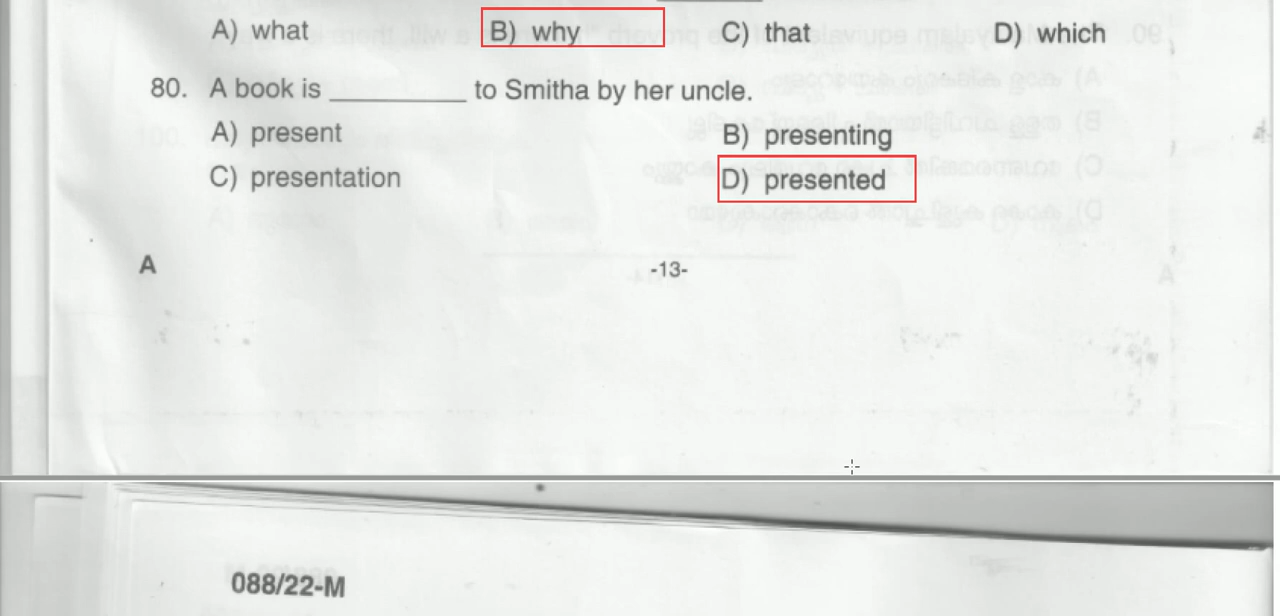 A) what B) why C) that D) which
80. A book is _________ to Smitha by her uncle.
A) present B) presenting
C) presentation D) presented
A -13-
088/22-M